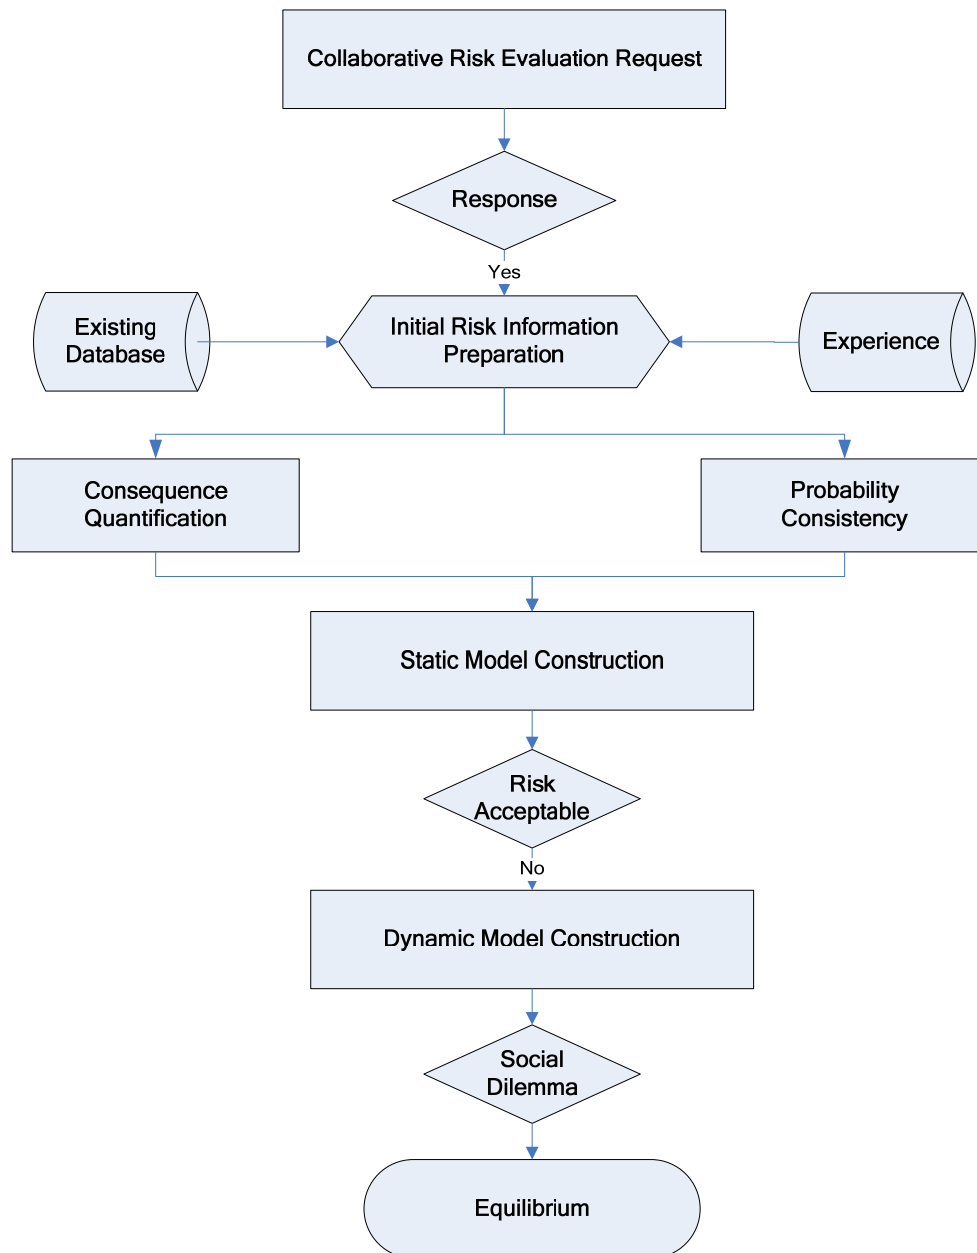 Collaborative Risk Evaluation Request
Response
Yes
Existing
Database
Initial Risk Information
Preparation
Experience
Consequence
Quantification
Probability
Consistency
Static Model Construction
Risk
Acceptable
No
Dynamic Model Construction
Social
Dilemma
Equilibrium